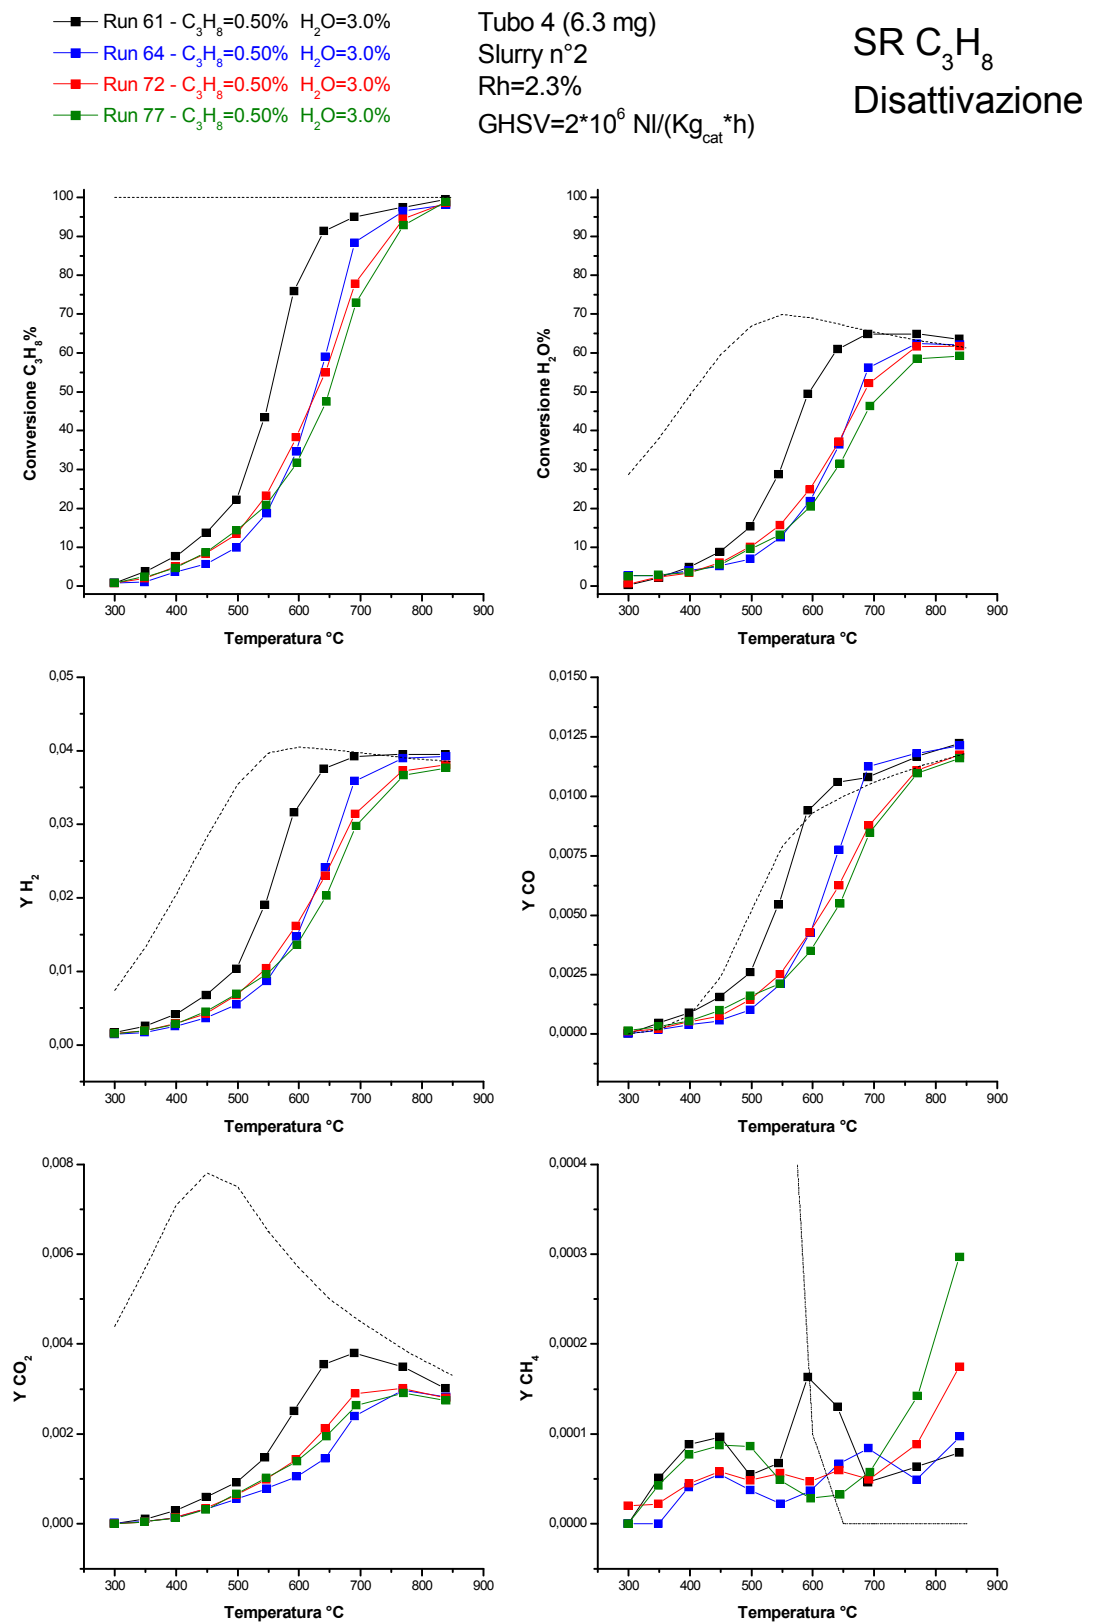 Run 61 - C₃H₈=0.50% H₂O=3.0%
Run 64 - C₃H₈=0.50% H₂O=3.0%
Run 72 - C₃H₈=0.50% H₂O=3.0%
Run 77 - C₃H₈=0.50% H₂O=3.0%
Tubo 4 (6.3 mg)
Slurry n°2
Rh=2.3%
GHSV=2*10⁶ Nl/(Kg_cat*h)
SR C₃H₈
Disattivazione
100
90
80
70
60
50
40
30
20
10
0
Conversione C₃H₈%
300 400 500 600 700 800 900
Temperatura °C
100
90
80
70
60
50
40
30
20
10
0
Conversione H₂O%
300 400 500 600 700 800 900
Temperatura °C
0,05
0,04
0,03
0,02
0,01
0,00
Y H₂
300 400 500 600 700 800 900
Temperatura °C
0,0150
0,0125
0,0100
0,0075
0,0050
0,0025
0,0000
Y CO
300 400 500 600 700 800 900
Temperatura °C
0,008
0,006
0,004
0,002
0,000
Y CO₂
300 400 500 600 700 800 900
Temperatura °C
0,0004
0,0003
0,0002
0,0001
0,0000
Y CH₄
300 400 500 600 700 800 900
Temperatura °C